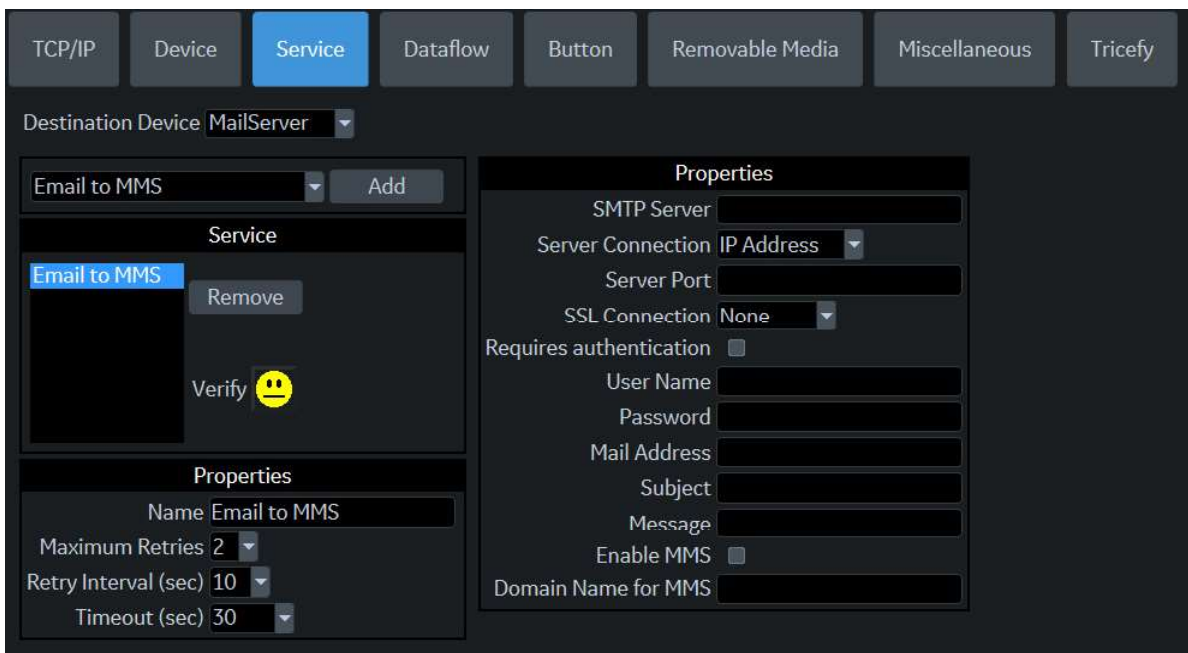 TCP/IP Device Service Dataflow Button Removable Media Miscellaneous Tricefy
Destination Device MailServer
Email to MMS Add
Service
Email to MMS
Remove
Verify
Properties
Name Email to MMS
Maximum Retries 2
Retry Interval (sec) 10
Timeout (sec) 30
Properties
SMTP Server
Server Connection IP Address
Server Port
SSL Connection None
Requires authentication
User Name
Password
Mail Address
Subject
Message
Enable MMS
Domain Name for MMS